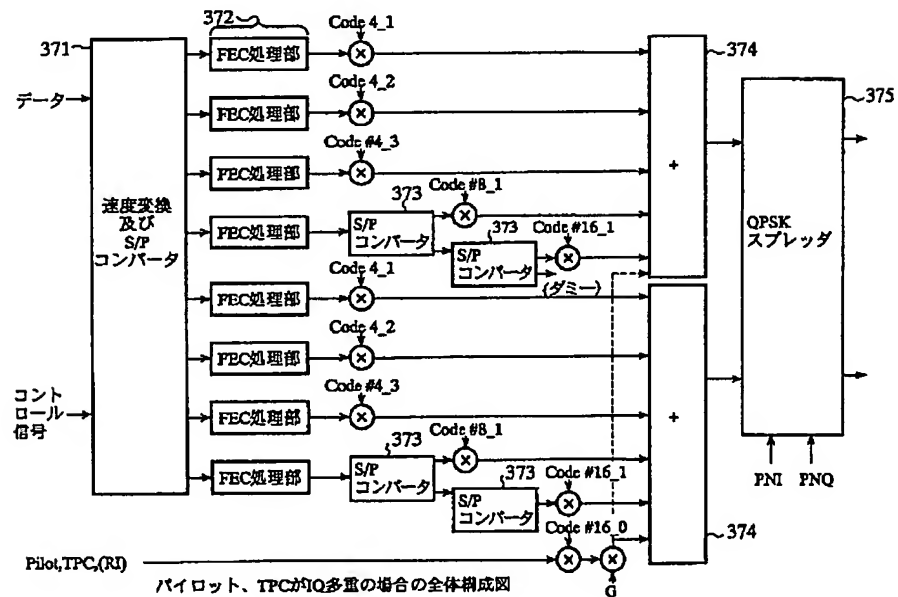 371
372
Code 4_1
FEC処理部
374
データ
Code 4_2
FEC処理部
375
Code #4_3
FEC処理部
速度変換
及び
S/P
コンバータ
373
Code #8_1
FEC処理部
S/P
コンバータ
373
Code #16_1
S/P
コンバータ
(ダミー)
+
QPSK
スプレッダ
Code 4_1
FEC処理部
Code 4_2
FEC処理部
コント
ロール
信号
Code #4_3
FEC処理部
+
373
Code #8_1
FEC処理部
S/P
コンバータ
373
Code #16_1
S/P
コンバータ
PNI
PNQ
Code #16_0
374
Pilot,TPC,(RI)
G
パイロット、TPCがIQ多重の場合の全体構成図